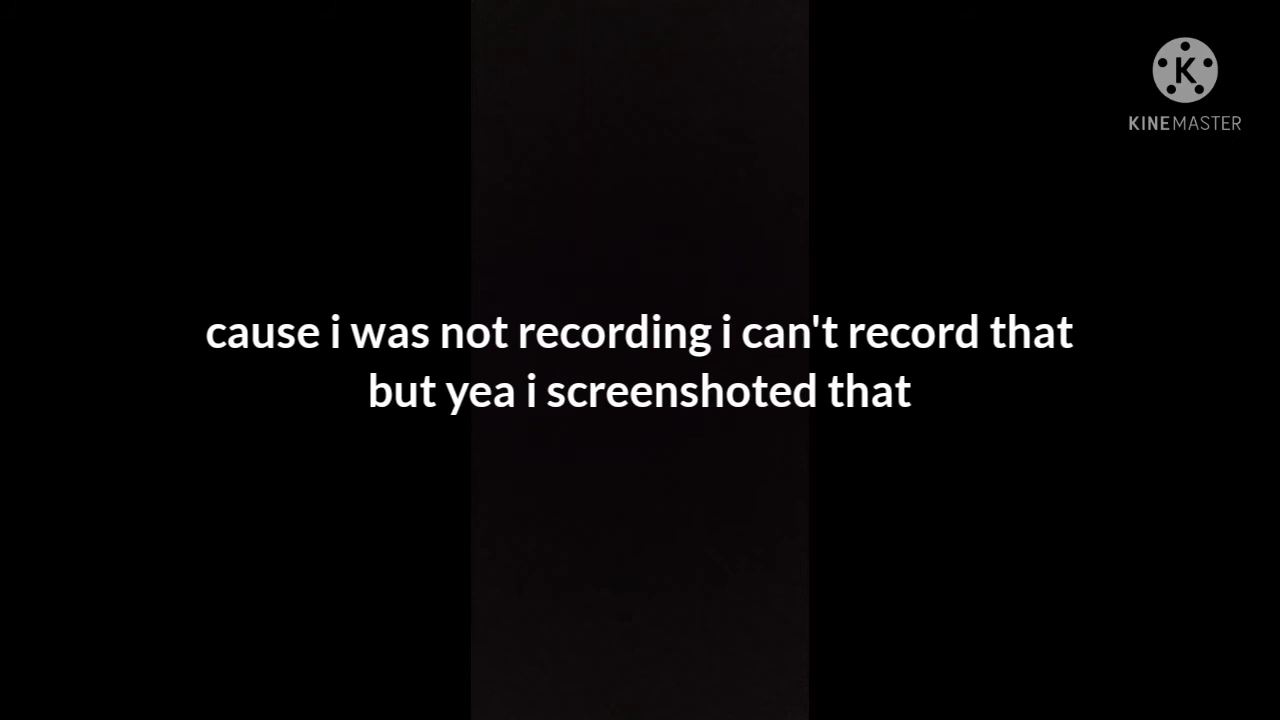 K
KINEMASTER
cause i was not recording i can't record that
but yea i screenshoted that